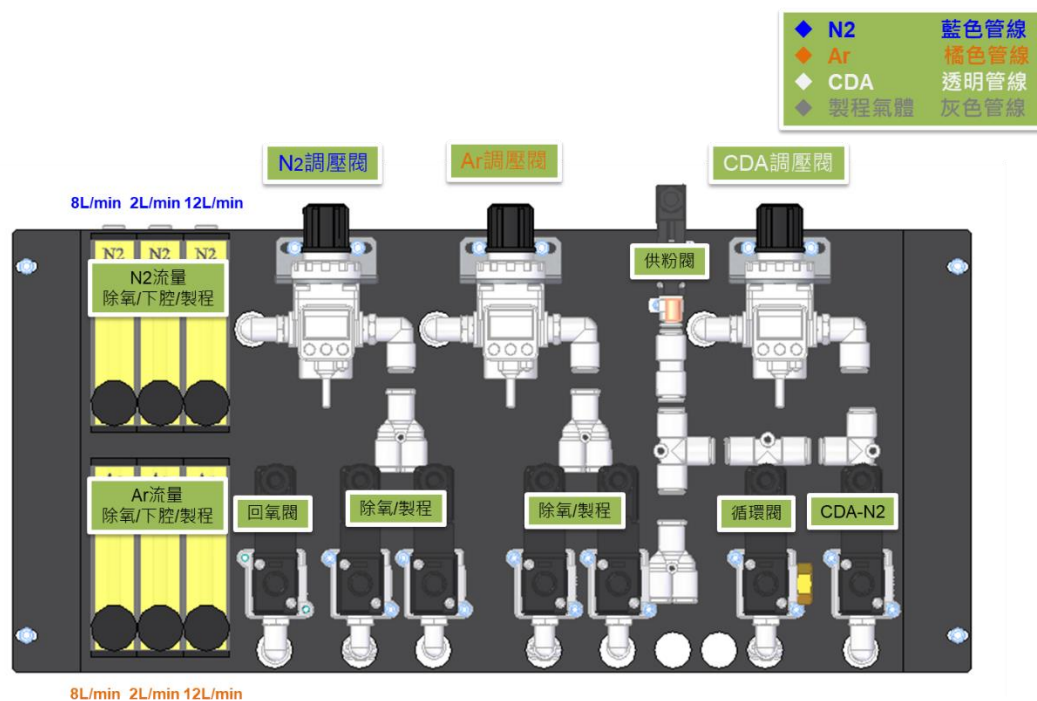 ◆ N2 藍色管線
◆ Ar 橘色管線
◆ CDA 透明管線
◆ 製程氣體 灰色管線
N2調壓閥
Ar調壓閥
CDA調壓閥
8L/min 2L/min 12L/min
N2 N2 N2
N2流量
除氧/下腔/製程
供粉閥
Ar流量
除氧/下腔/製程
回氧閥
除氧/製程
除氧/製程
循環閥
CDA-N2
8L/min 2L/min 12L/min